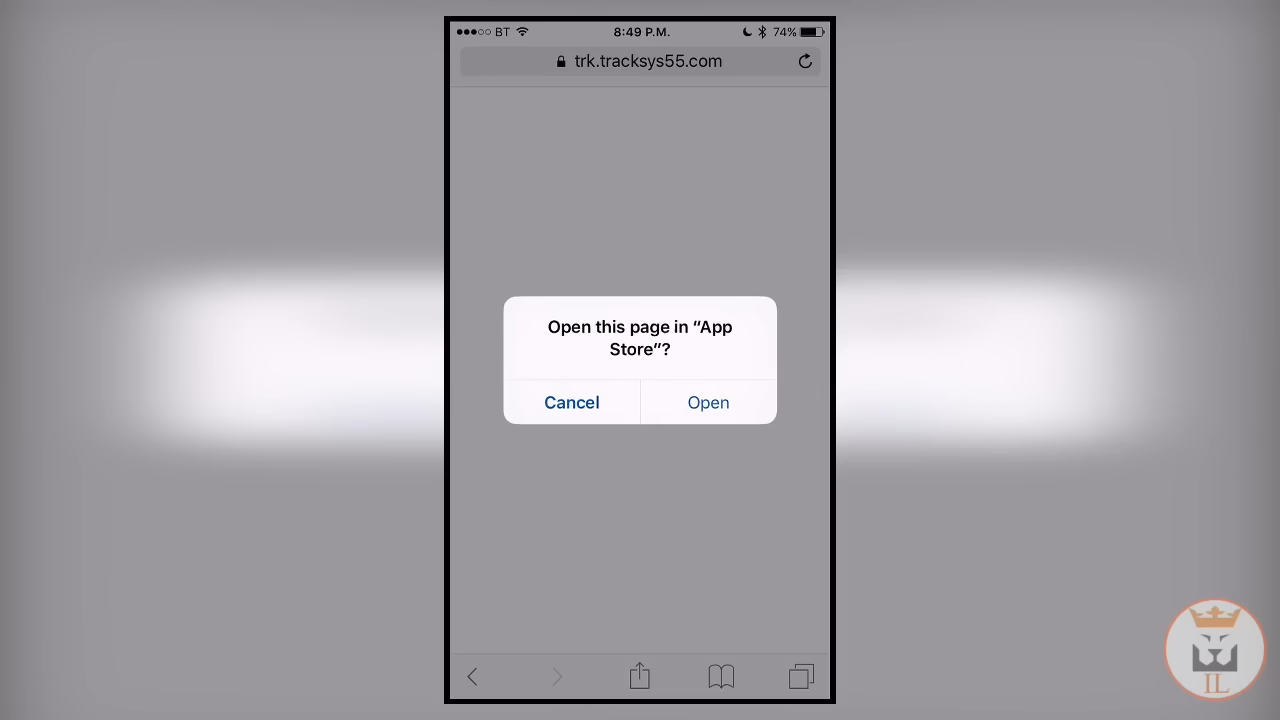 BT 8:49 P.M. 74%
trk.tracksys55.com
Open this page in “App
Store”?
Cancel Open
IL